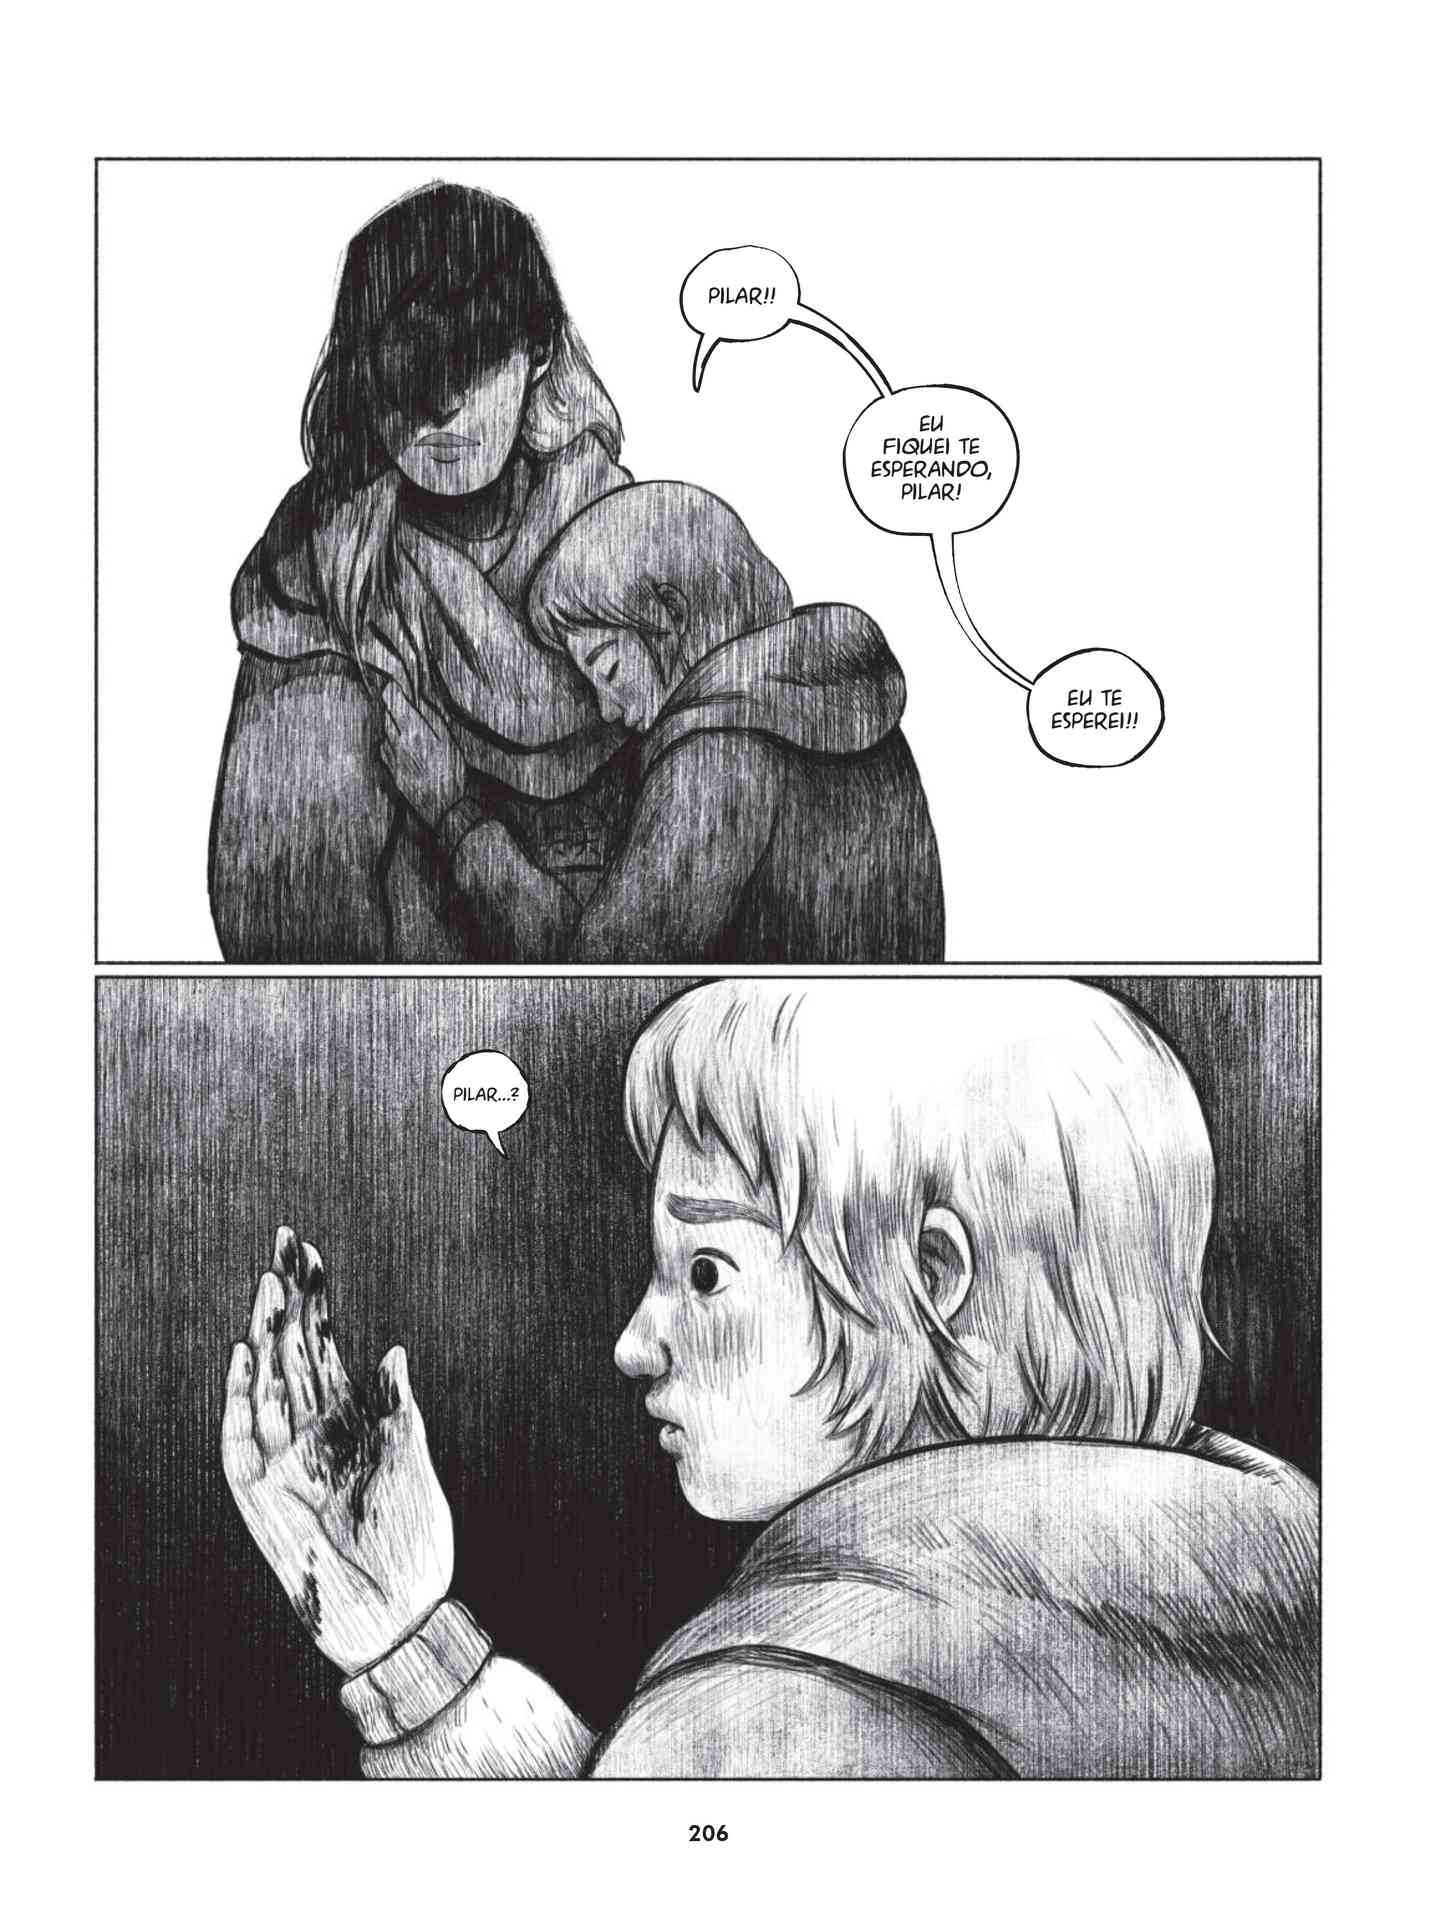 PILAR!!
EU
FIQUEI TE
ESPERANDO,
PILAR!
EU TE
ESPEREI!!
PILAR...?
206